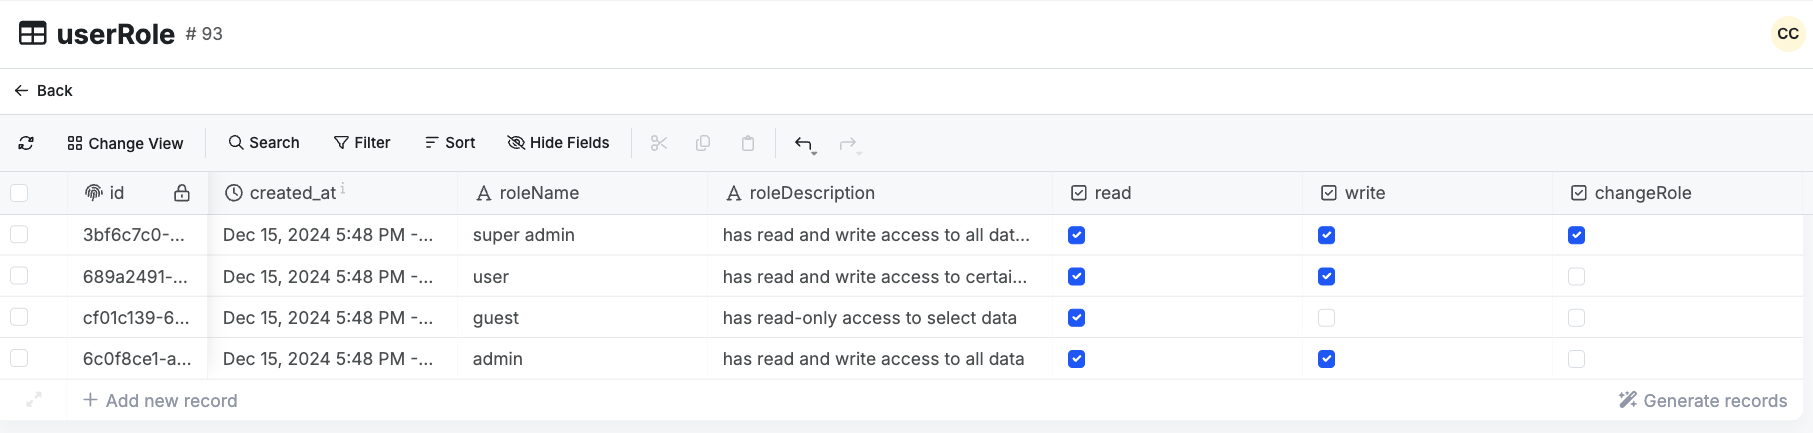 userRole # 93
CC
Back
Change View Search Filter Sort Hide Fields
id created_at i roleName roleDescription read write changeRole
3bf6c7c0-... Dec 15, 2024 5:48 PM -... super admin has read and write access to all dat...
689a2491-... Dec 15, 2024 5:48 PM -... user has read and write access to certai...
cf01c139-6... Dec 15, 2024 5:48 PM -... guest has read-only access to select data
6c0f8ce1-a... Dec 15, 2024 5:48 PM -... admin has read and write access to all data
Add new record Generate records